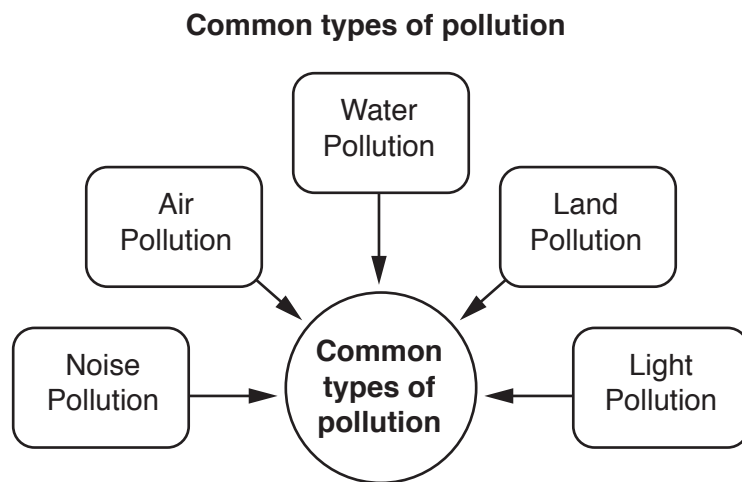 Common types of pollution
Water
Pollution
Air
Pollution
Land
Pollution
Noise
Pollution
Common
types of
pollution
Light
Pollution